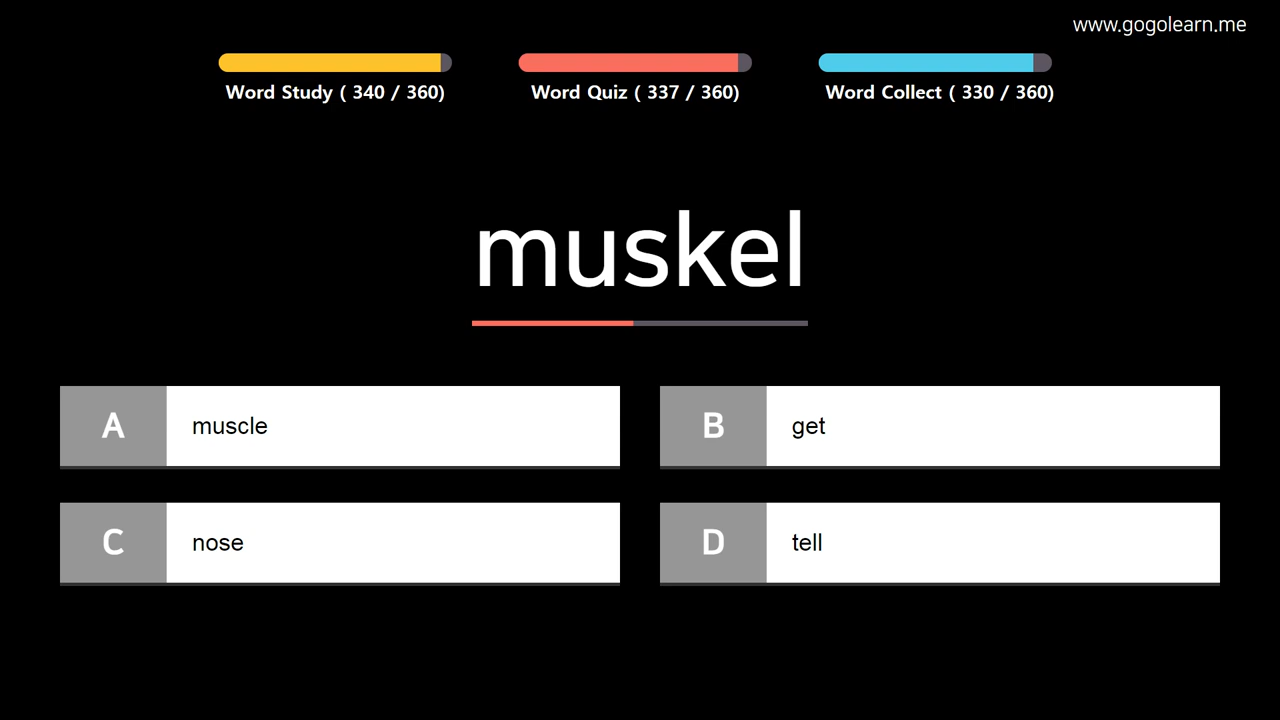 www.gogolearn.me
Word Study ( 340 / 360)
Word Quiz ( 337 / 360)
Word Collect ( 330 / 360)
muskel
A muscle
B get
C nose
D tell